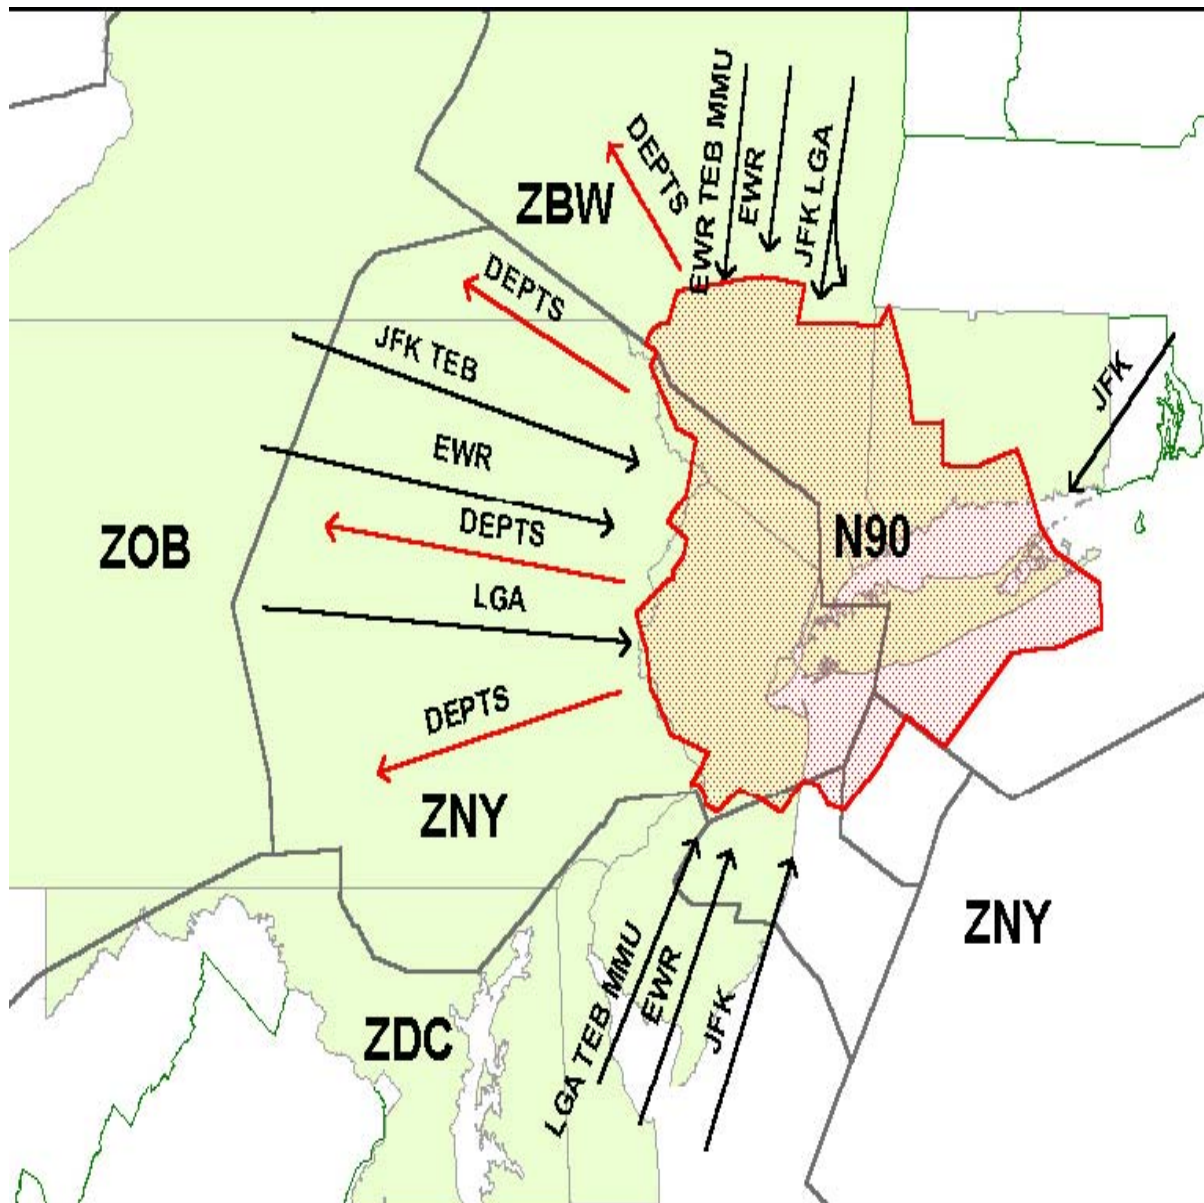 EWR TEB MMU
EWR
JFK LGA
DEPTS
ZBW
DEPTS
JFK TEB
JFK
EWR
DEPTS
ZOB
N90
LGA
DEPTS
ZNY
ZNY
LGA TEB MMU
EWR
JFK
ZDC